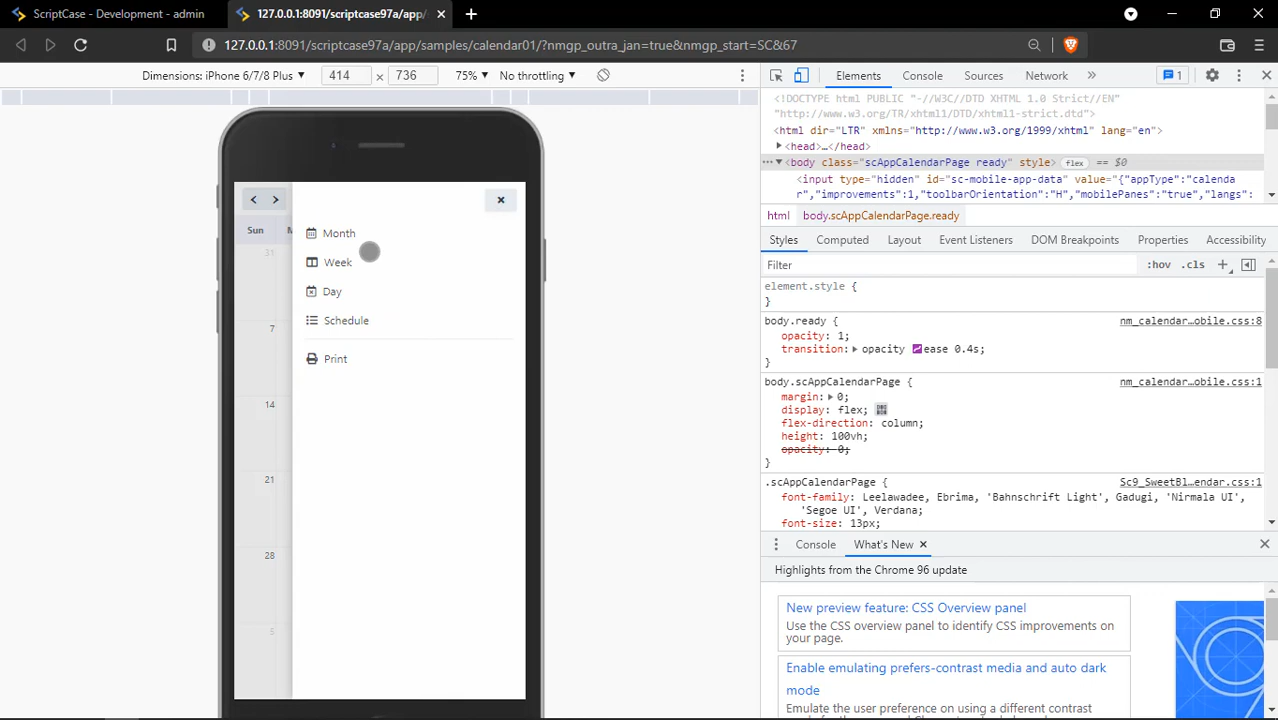 ScriptCase - Development - admin
127.0.0.1:8091/scriptcase97a/app/
127.0.0.1:8091/scriptcase97a/app/samples/calendar01/?nmgp_outra_jan=true&nmgp_start=SC&67
Dimensions: iPhone 6/7/8 Plus 414 × 736 75% No throttling
Elements Console Sources Network » 1
<!DOCTYPE html PUBLIC "-//W3C//DTD XHTML 1.0 Strict//EN"
"http://www.w3.org/TR/xhtml1/DTD/xhtml1-strict.dtd">
<html dir="LTR" xmlns="http://www.w3.org/1999/xhtml" lang="en">
<head>…</head>
<body class="scAppCalendarPage ready" style> flex == $0
<input type="hidden" id="sc-mobile-app-data" value="{"appType":"calenda
r","improvements":1,"toolbarOrientation":"H","mobilePanes":"true","langs":
html body.scAppCalendarPage.ready
Styles Computed Layout Event Listeners DOM Breakpoints Properties Accessibility
Filter :hov .cls
element.style {
}
body.ready { nm_calendar…obile.css:8
opacity: 1;
transition: opacity ease 0.4s;
}
body.scAppCalendarPage { nm_calendar…obile.css:1
margin: 0;
display: flex;
flex-direction: column;
height: 100vh;
opacity: 0;
}
.scAppCalendarPage { Sc9_SweetBl…endar.css:1
font-family: Leelawadee, Ebrima, 'Bahnschrift Light', Gadugi, 'Nirmala UI',
'Segoe UI', Verdana;
font-size: 13px;
Console What's New
Highlights from the Chrome 96 update
New preview feature: CSS Overview panel
Use the CSS overview panel to identify CSS improvements on
your page.
Enable emulating prefers-contrast media and auto dark
mode
Emulate the user preference on using a different contrast
Sun M
31
7
14
21
28
5
Month
Week
Day
Schedule
Print